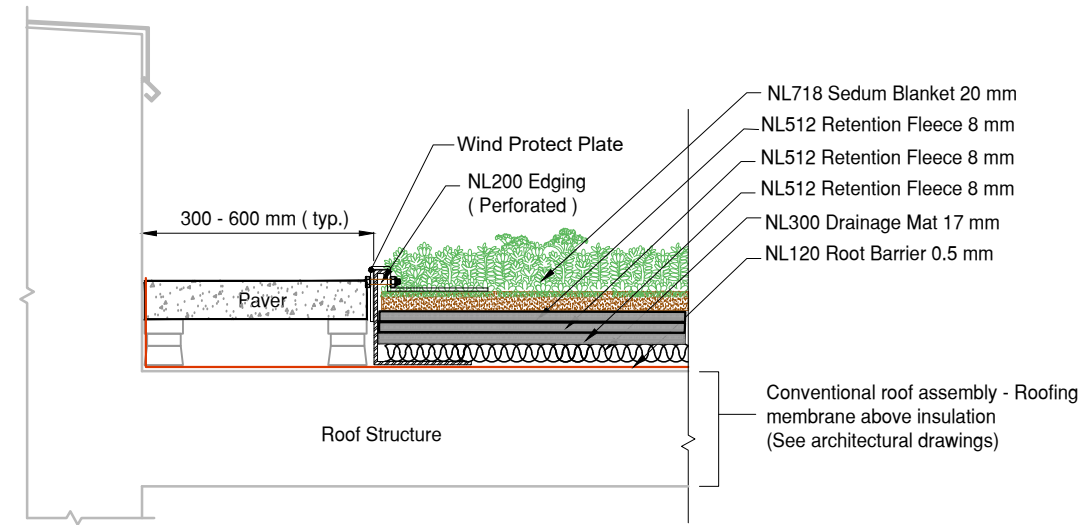 NL718 Sedum Blanket 20 mm
NL512 Retention Fleece 8 mm
Wind Protect Plate
NL512 Retention Fleece 8 mm
NL200 Edging
( Perforated )
NL512 Retention Fleece 8 mm
300 - 600 mm ( typ.)
NL300 Drainage Mat 17 mm
NL120 Root Barrier 0.5 mm
Paver
Conventional roof assembly - Roofing
membrane above insulation
(See architectural drawings)
Roof Structure